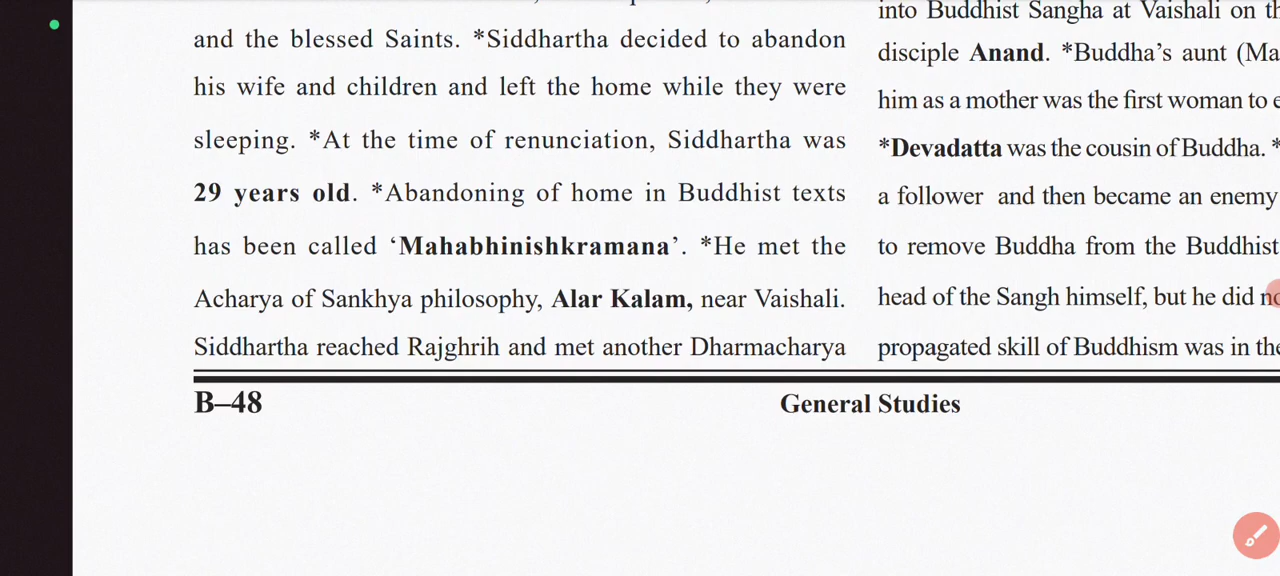 and the blessed Saints. *Siddhartha decided to abandon
his wife and children and left the home while they were
sleeping. *At the time of renunciation, Siddhartha was
29 years old. *Abandoning of home in Buddhist texts
has been called ‘Mahabhinishkramana’. *He met the
Acharya of Sankhya philosophy, Alar Kalam, near Vaishali.
Siddhartha reached Rajghrih and met another Dharmacharya
into Buddhist Sangha at Vaishali on
disciple Anand. *Buddha’s aunt
him as a mother was the first woman to
*Devadatta was the cousin of Buddha. *
a follower and then became an enemy
to remove Buddha from the Buddhist
head of the Sangh himself, but he did
propagated skill of Buddhism was in
B–48
General Studies